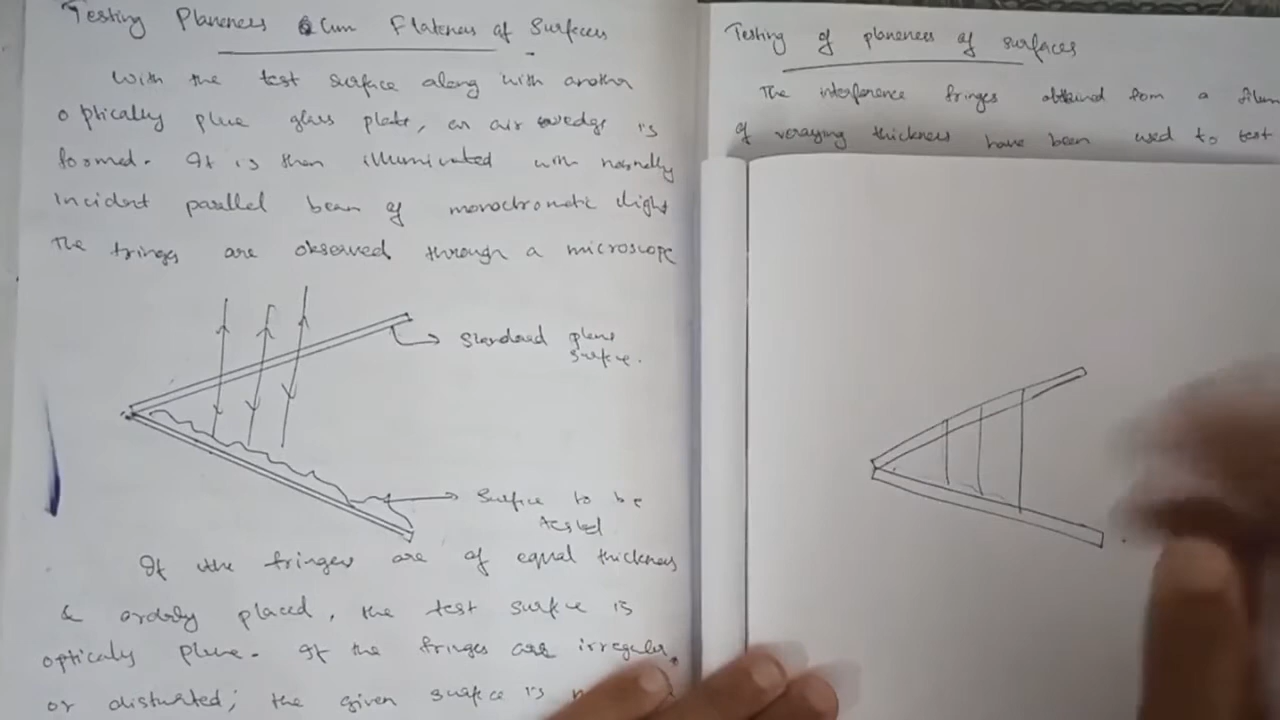 Testing Planeness Cum Flateness of Surfaces
With the test surface along with another
optically plane glass plate, an air wedge is
formed. It is then illuminated with normally
incident parallel beam of monochromatic light
The fringes are observed through a microscope
Standard plane
surface.
Surface to be
tested
If the fringes are of equal thickness
& orderly placed, the test surface is
optically plane. If the fringes are irregular
or disturted; the given surface is
Testing of planeness of surfaces
The interference fringes obtained from a film
of veraying thickness have been used to test